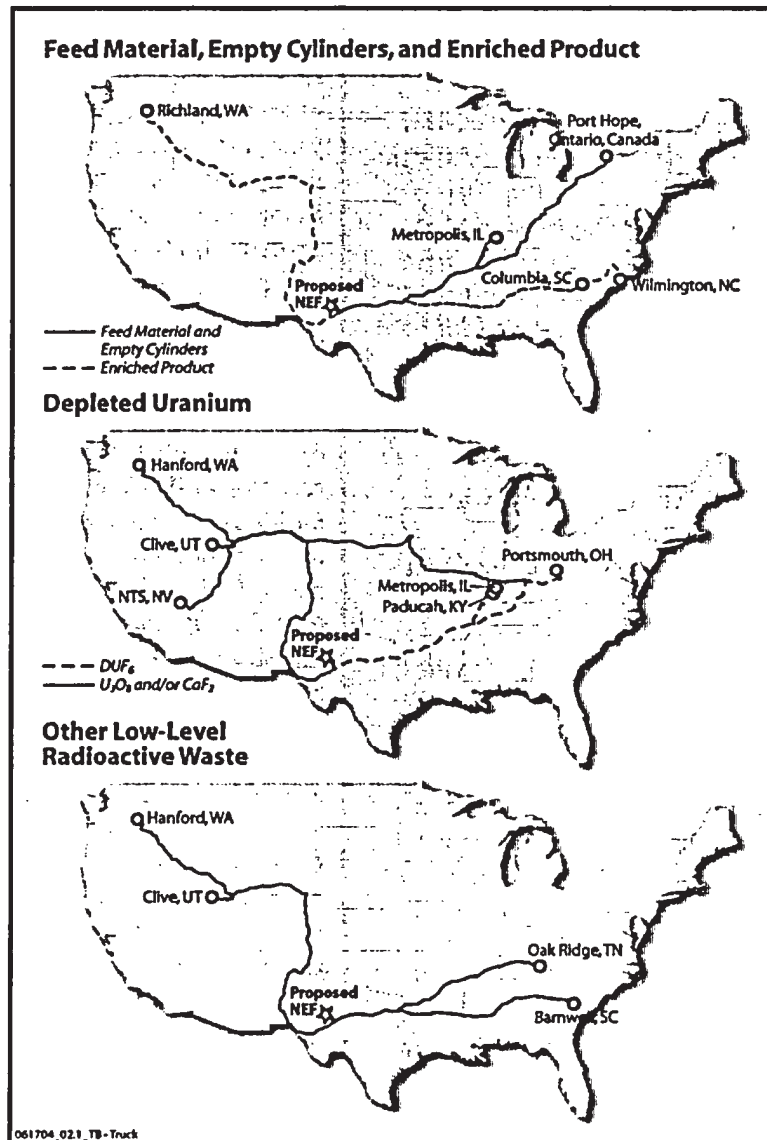 Feed Material, Empty Cylinders, and Enriched Product
Richland, WA
Port Hope,
Ontario, Canada
Metropolis, IL
Columbia, SC
Wilmington, NC
Proposed
NEF
Feed Material and
Empty Cylinders
Enriched Product
Depleted Uranium
Hanford, WA
Clive, UT
NTS, NV
Portsmouth, OH
Metropolis, IL
Paducah, KY
Proposed
NEF
DUF₆
U₃O₈ and/or CaF₂
Other Low-Level
Radioactive Waste
Hanford, WA
Clive, UT
Oak Ridge, TN
Proposed
NEF
Barnwell, SC
061704_02.1_TB-Truck